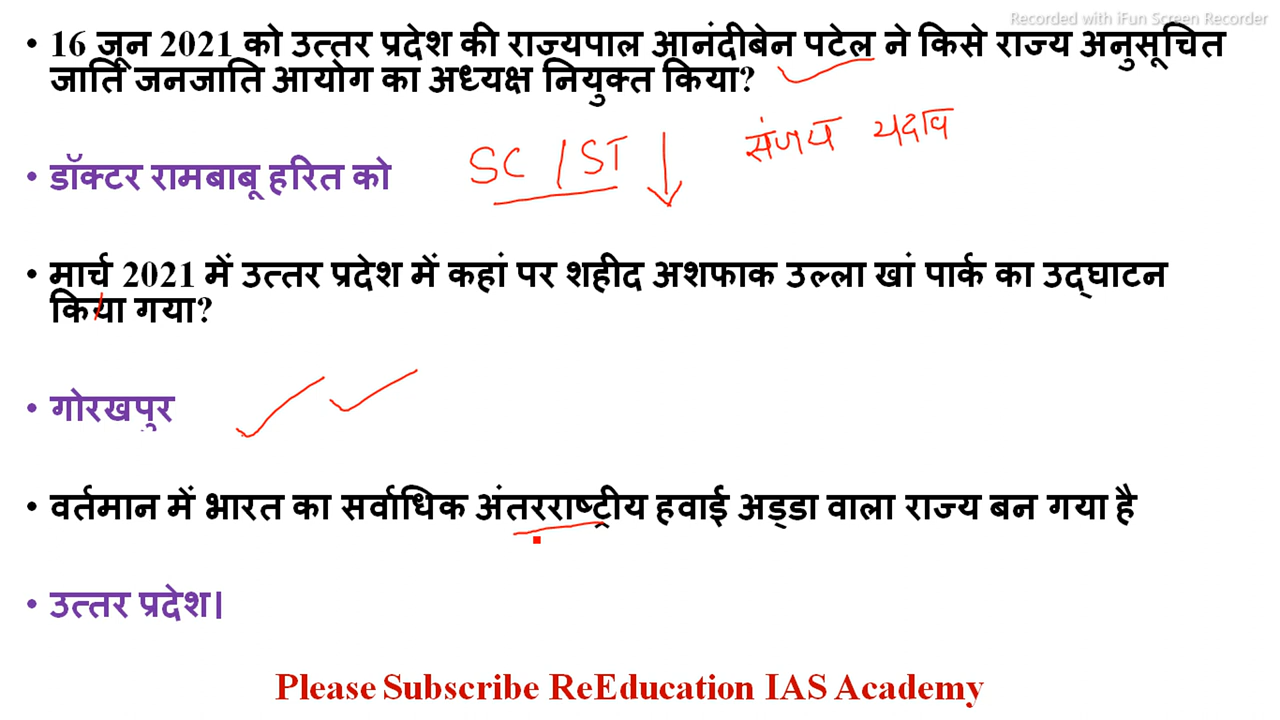 Recorded with iFun Screen Recorder
• 16 जून 2021 को उत्तर प्रदेश की राज्यपाल आनंदीबेन पटेल ने किसे राज्य अनुसूचित
जाति जनजाति आयोग का अध्यक्ष नियुक्त किया?
संजय यदाव
SC / ST
• डॉक्टर रामबाबू हरित को
• मार्च 2021 में उत्तर प्रदेश में कहां पर शहीद अशफाक उल्ला खां पार्क का उद्घाटन
किया गया?
• गोरखपुर
• वर्तमान में भारत का सर्वाधिक अंतरराष्ट्रीय हवाई अड्डा वाला राज्य बन गया है
• उत्तर प्रदेश।
Please Subscribe ReEducation IAS Academy